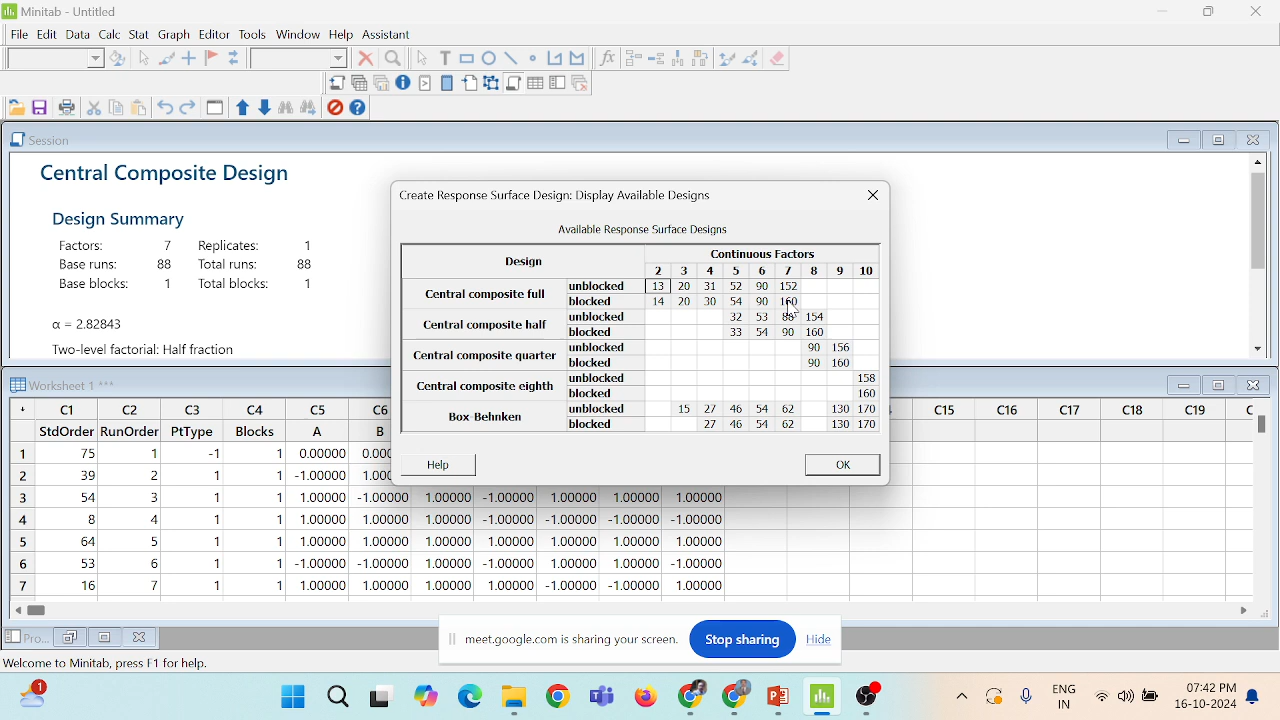 Minitab - Untitled
File Edit Data Calc Stat Graph Editor Tools Window Help Assistant
Session
Central Composite Design
Design Summary
Factors: 7 Replicates: 1
Base runs: 88 Total runs: 88
Base blocks: 1 Total blocks: 1
α = 2.82843
Two-level factorial: Half fraction
Create Response Surface Design: Display Available Designs
Available Response Surface Designs
Design Continuous Factors
2 3 4 5 6 7 8 9 10
Central composite full unblocked 13 20 31 52 90 152
blocked 14 20 30 54 90 160
Central composite half unblocked 32 53 88 154
blocked 33 54 90 160
Central composite quarter unblocked 90 156
blocked 90 160
Central composite eighth unblocked 158
blocked 160
Box-Behnken unblocked 15 27 46 54 62 130 170
blocked 27 46 54 62 130 170
Help OK
Worksheet 1 ***
C1 C2 C3 C4 C5 C6 C15 C16 C17 C18 C19 C
StdOrder RunOrder PtType Blocks A B
1 75 1 -1 1 0.00000 0.000
2 39 2 1 1 -1.00000 1.000
3 54 3 1 1 1.00000 -1.00000 1.00000 -1.00000 1.00000 1.00000 1.00000
4 8 4 1 1 1.00000 1.00000 1.00000 -1.00000 -1.00000 -1.00000 -1.00000
5 64 5 1 1 1.00000 1.00000 1.00000 1.00000 1.00000 1.00000 1.00000
6 53 6 1 1 -1.00000 -1.00000 1.00000 -1.00000 1.00000 1.00000 -1.00000
7 16 7 1 1 1.00000 1.00000 1.00000 1.00000 -1.00000 -1.00000 1.00000
Pro...
meet.google.com is sharing your screen. Stop sharing Hide
Welcome to Minitab, press F1 for help.
1
ENG
IN
07:42 PM
16-10-2024